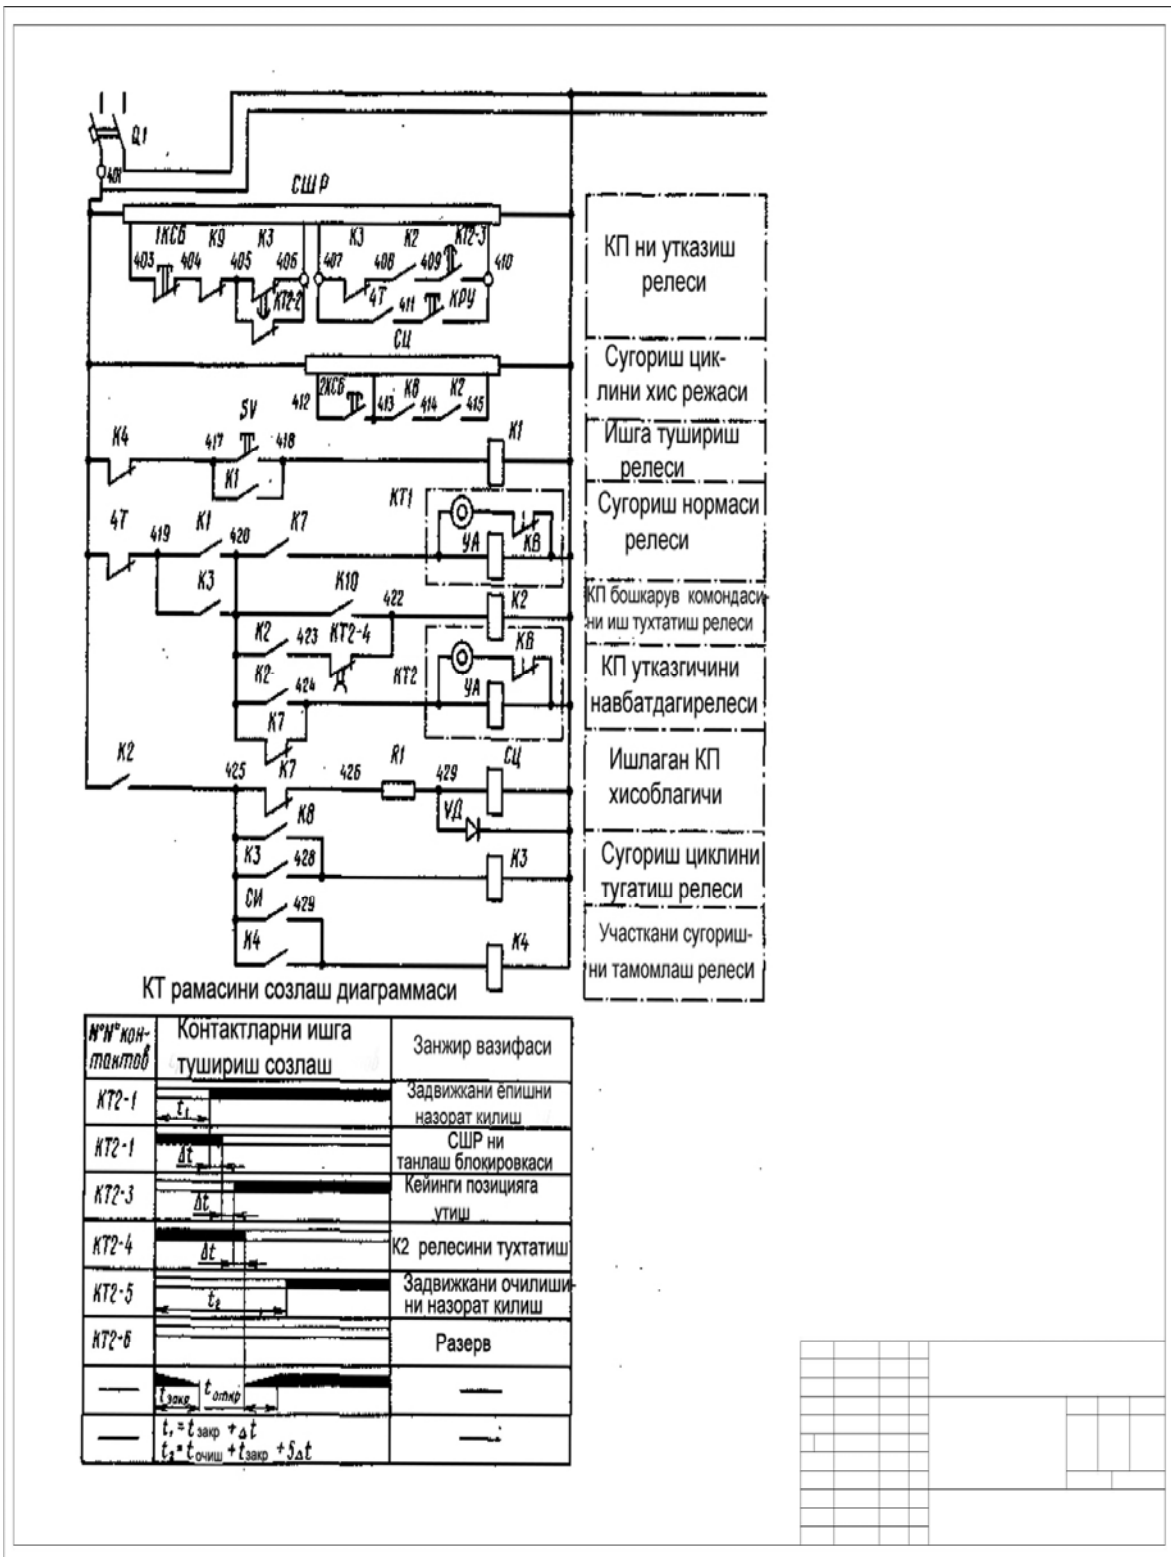 Q1
401
СШР
1КСБ К9 К3 К3 К2 КТ2-3
403 404 405 406 407 408 409 410
КТ2-2 4Т 411 КРУ
КП ни утказиш
релеси
СЦ
2КСБ КВ К2
412 413 414 415
Сугориш цик-
лини хис режаси
К4 417 SV 418 К1
К1
Ишга тушириш
релеси
4Т 419 К1 420 К7 КТ1
УА КВ
Сугориш нормаси
релеси
К3 К10 422 К2
КП бошкарув комондаси-
ни иш тухтатиш релеси
К2 423 КТ2-4 КТ2 КВ
К2 424 УА
К7
КП утказгичини
навбатдагирелеси
К2 425 К7 426 R1 429 СЦ
УД
Ишлаган КП
хисоблагичи
К8
К3 428 К3
Сугориш циклини
тугатиш релеси
СИ 429
К4 К4
Участкани сугориш-
ни тамомлаш релеси
КТ рамасини созлаш диаграммаси
№№ кон-
тактов
Контактларни ишга
тушириш созлаш
Занжир вазифаси
КТ2-1 t₁
Задвижкани ёпишни
назорат килиш
КТ2-1 Δt
СШР ни
танлаш блокировкаси
КТ2-3 Δt
Кейинги позицияга
утиш
КТ2-4 Δt К2 релесини тухтатиш
КТ2-5 t₂
Задвижкани очилиши-
ни назорат килиш
КТ2-6 Разерв
— tзакр tоткр —
— t₁ = tзакр + Δt —
t₂ = tочиш + tзакр + 5Δt